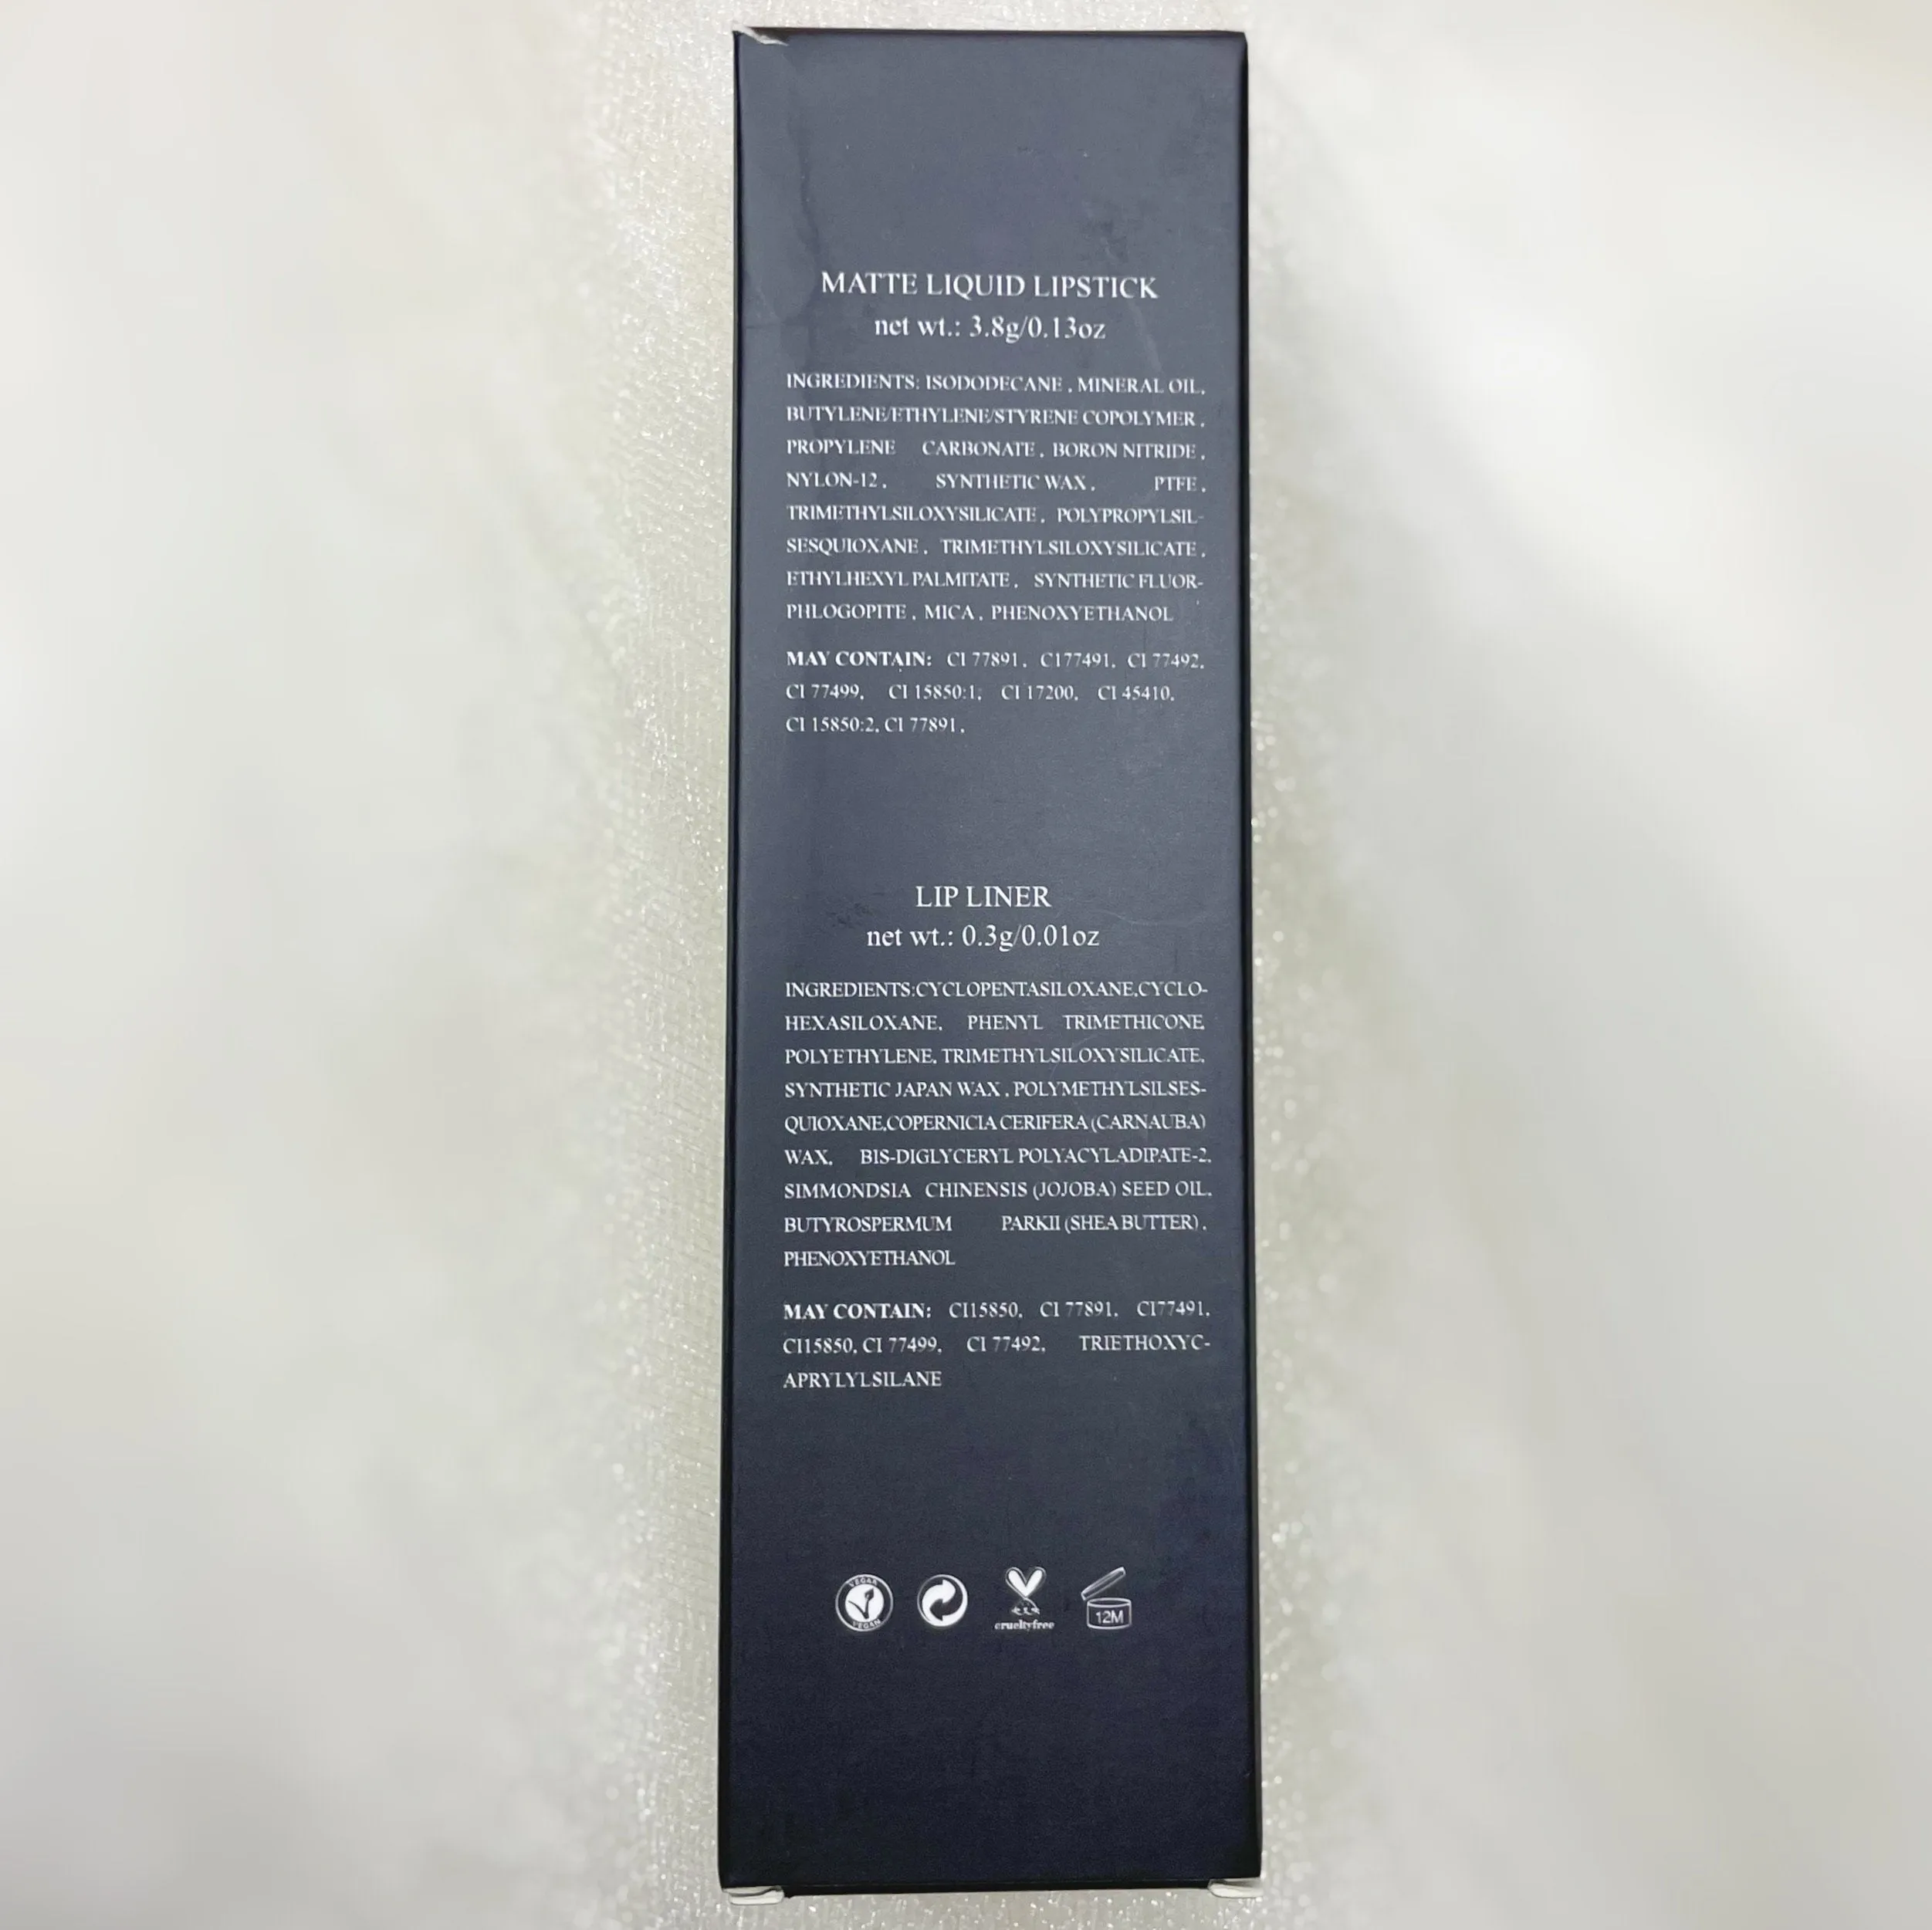 MATTE LIQUID LIPSTICK
net wt.: 3.8g/0.13oz
INGREDIENTS: ISODODECANE , MINERAL OIL,
BUTYLENE/ETHYLENE/STYRENE COPOLYMER ,
PROPYLENE CARBONATE , BORON NITRIDE ,
NYLON-12 , SYNTHETIC WAX , PTFE ,
TRIMETHYLSILOXYSILICATE , POLYPROPYLSIL-
SESQUIOXANE , TRIMETHYLSILOXYSILICATE ,
ETHYLHEXYL PALMITATE , SYNTHETIC FLUOR-
PHLOGOPITE , MICA , PHENOXYETHANOL
MAY CONTAIN: CI 77891, C177491, CI 77492,
CI 77499, CI 15850:1, CI 17200, CI 45410,
CI 15850:2, CI 77891 ,
LIP LINER
net wt.: 0.3g/0.01oz
INGREDIENTS:CYCLOPENTASILOXANE,CYCLO-
HEXASILOXANE, PHENYL TRIMETHICONE,
POLYETHYLENE, TRIMETHYLSILOXYSILICATE,
SYNTHETIC JAPAN WAX , POLYMETHYLSILSES-
QUIOXANE,COPERNICIA CERIFERA (CARNAUBA)
WAX, BIS-DIGLYCERYL POLYACYLADIPATE-2,
SIMMONDSIA CHINENSIS (JOJOBA) SEED OIL,
BUTYROSPERMUM PARKII (SHEA BUTTER) ,
PHENOXYETHANOL
MAY CONTAIN: CI15850, CI 77891, CI77491,
CI15850, CI 77499, CI 77492, TRIETHOXYC-
APRYLYLSILANE
VEGAN
VEGAN
crueltyfree
12M